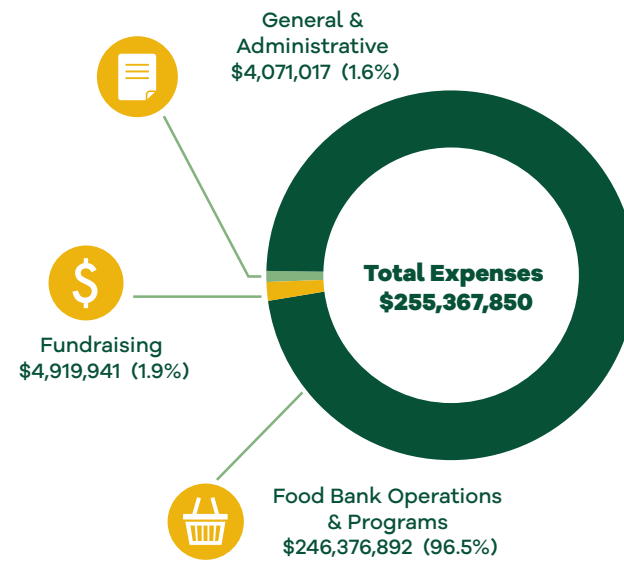 General &
Administrative
$4,071,017 (1.6%)
$
Total Expenses
$255,367,850
Fundraising
$4,919,941 (1.9%)
Food Bank Operations
& Programs
$246,376,892 (96.5%)